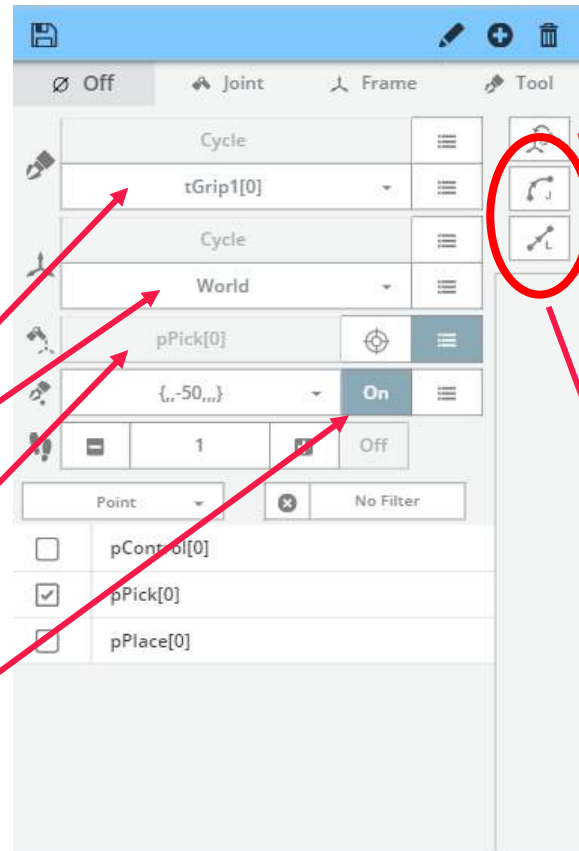 Off Joint Frame Tool
Cycle
tGrip1[0]
J
Cycle
L
World
pPick[0]
{,,-50,,,} On
1 Off
Point No Filter
pControl[0]
pPick[0]
pPlace[0]